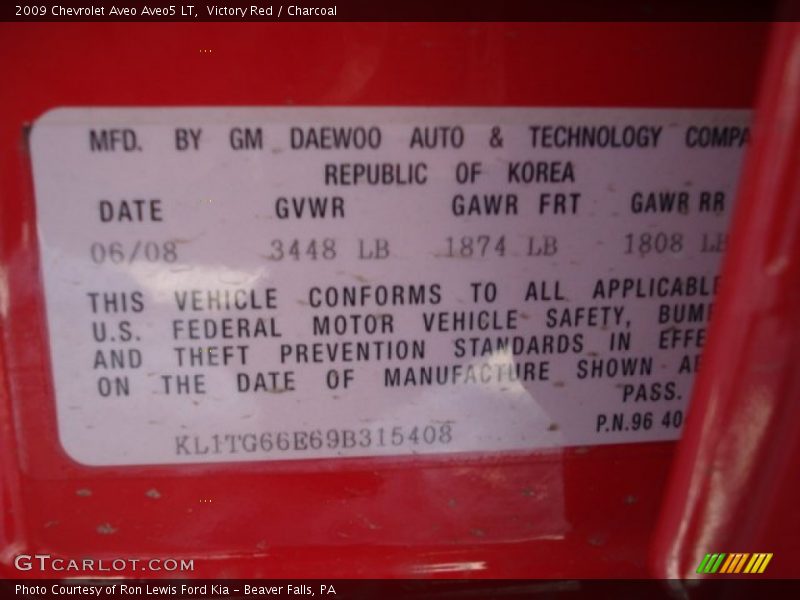 2009 Chevrolet Aveo Aveo5 LT,  Victory Red / Charcoal
MFD. BY GM DAEWOO AUTO & TECHNOLOGY COMPA
REPUBLIC OF KOREA
DATE GVWR GAWR FRT GAWR RR
06/08 3448 LB 1874 LB 1808 LB
THIS VEHICLE CONFORMS TO ALL APPLICABLE
U.S. FEDERAL MOTOR VEHICLE SAFETY, BUM
AND THEFT PREVENTION STANDARDS IN EFFE
ON THE DATE OF MANUFACTURE SHOWN A
PASS.
P.N.96 40
KL1TG66E69B315408
GTCARLOT.COM
Photo Courtesy of Ron Lewis Ford Kia - Beaver Falls, PA